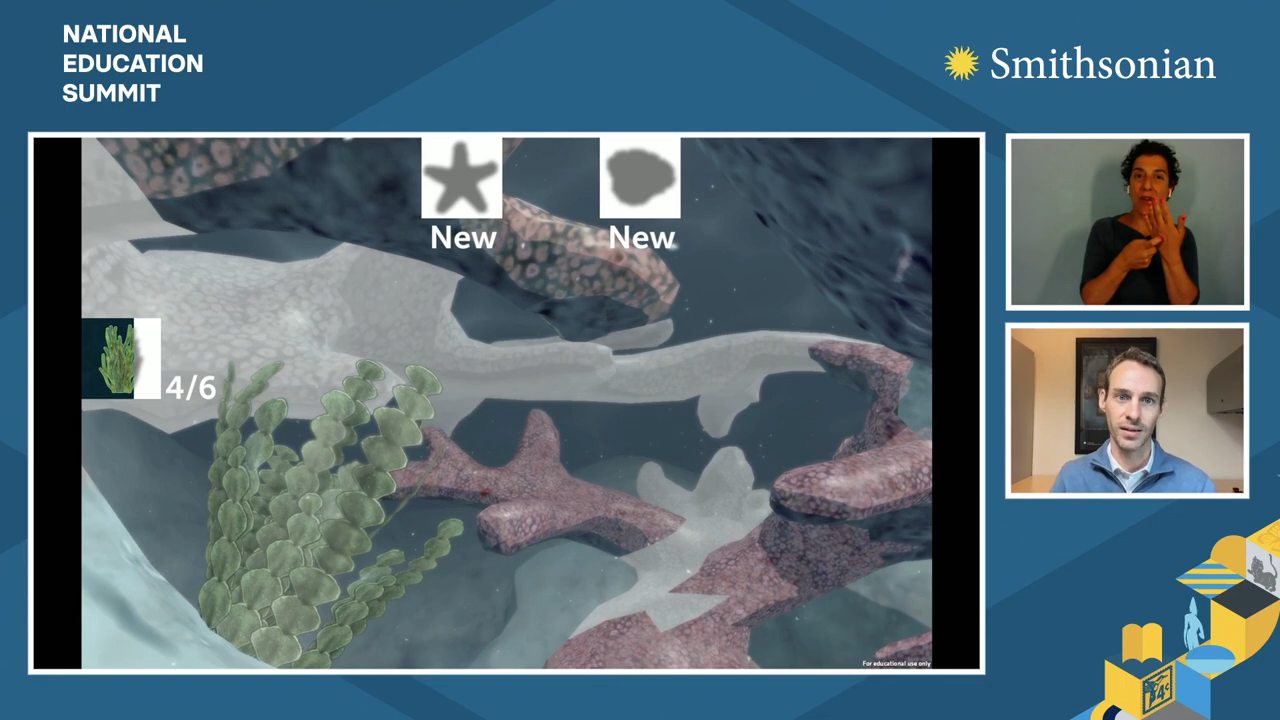 NATIONAL
EDUCATION
SUMMIT
Smithsonian
New
New
4/6
For educational use only